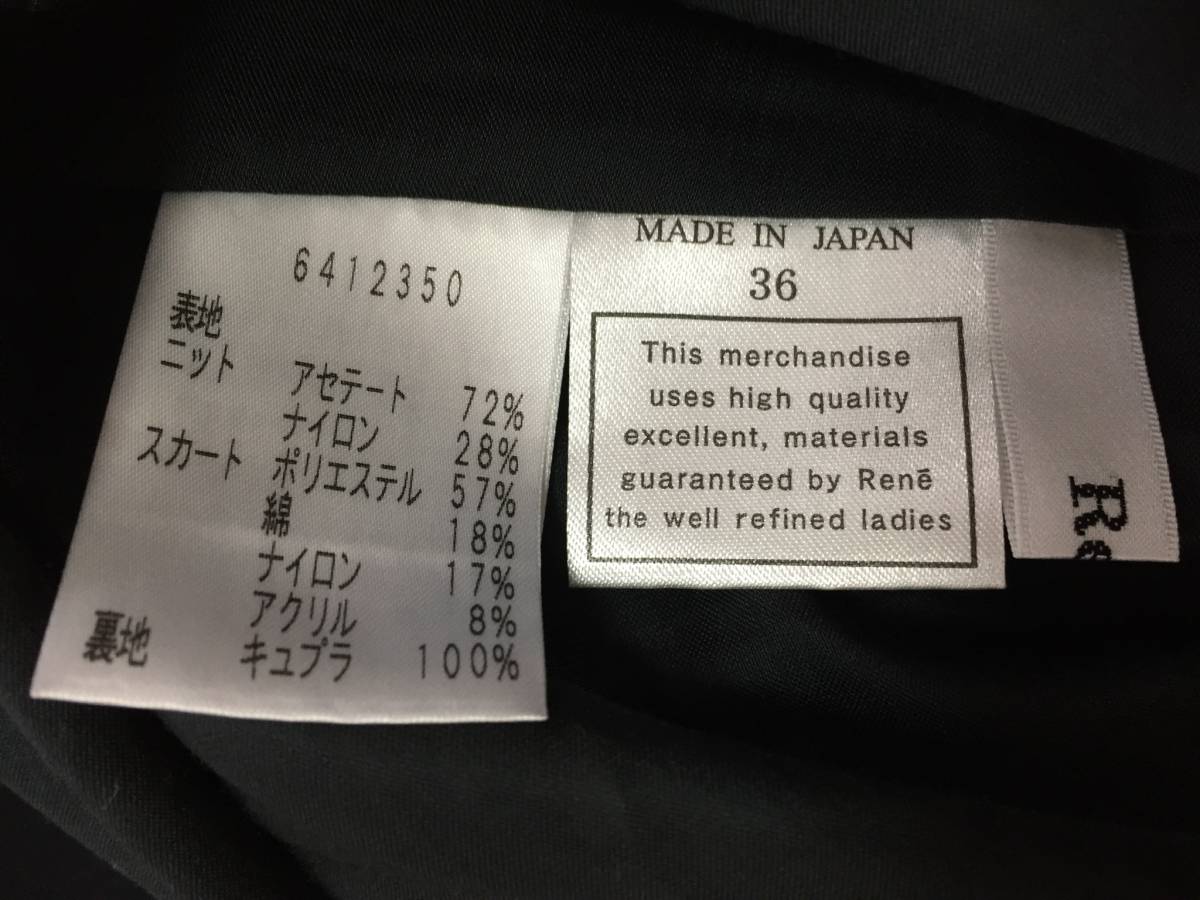 6412350
表地
ニット アセテート 72%
ナイロン 28%
スカート ポリエステル 57%
綿 18%
ナイロン 17%
アクリル 8%
裏地 キュプラ 100%
MADE IN JAPAN
36
This merchandise
uses high quality
excellent, materials
guaranteed by Renē
the well refined ladies
Re